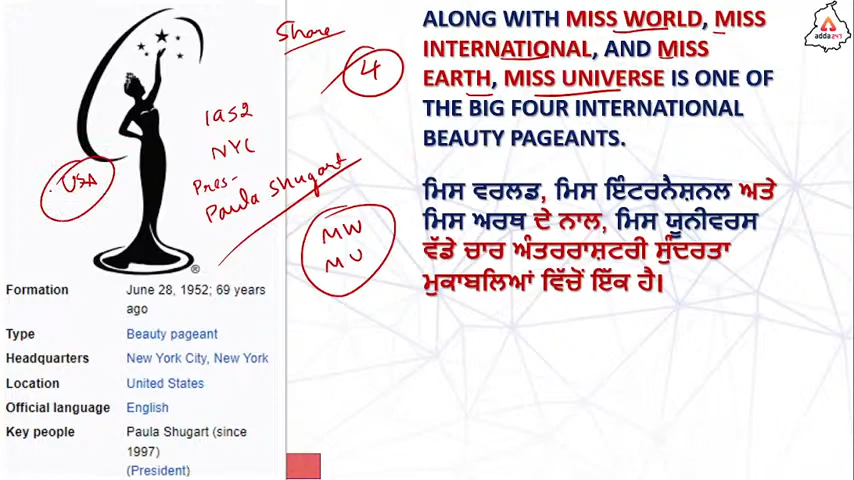 Share
4
1952
NYC
Pres-
Paula Shugart
USA
MW
MU
®
Formation June 28, 1952; 69 years
ago
Type Beauty pageant
Headquarters New York City, New York
Location United States
Official language English
Key people Paula Shugart (since
1997)
(President)
ALONG WITH MISS WORLD, MISS
INTERNATIONAL, AND MISS
EARTH, MISS UNIVERSE IS ONE OF
THE BIG FOUR INTERNATIONAL
BEAUTY PAGEANTS.
ਮਿਸ ਵਰਲਡ, ਮਿਸ ਇੰਟਰਨੈਸ਼ਨਲ ਅਤੇ
ਮਿਸ ਅਰਥ ਦੇ ਨਾਲ, ਮਿਸ ਯੂਨੀਵਰਸ
ਵੱਡੇ ਚਾਰ ਅੰਤਰਰਾਸ਼ਟਰੀ ਸੁੰਦਰਤਾ
ਮੁਕਾਬਲਿਆਂ ਵਿੱਚੋਂ ਇੱਕ ਹੈ।
adda247